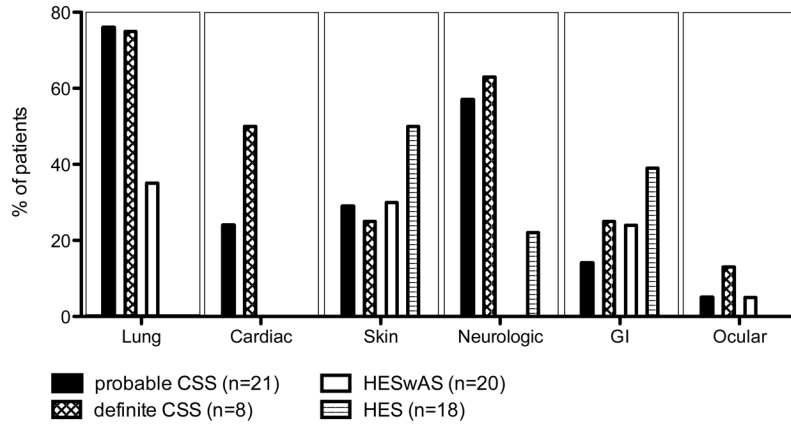 80
60
40
20
0
% of patients
Lung Cardiac Skin Neurologic GI Ocular
probable CSS (n=21) HESwAS (n=20)
definite CSS (n=8) HES (n=18)